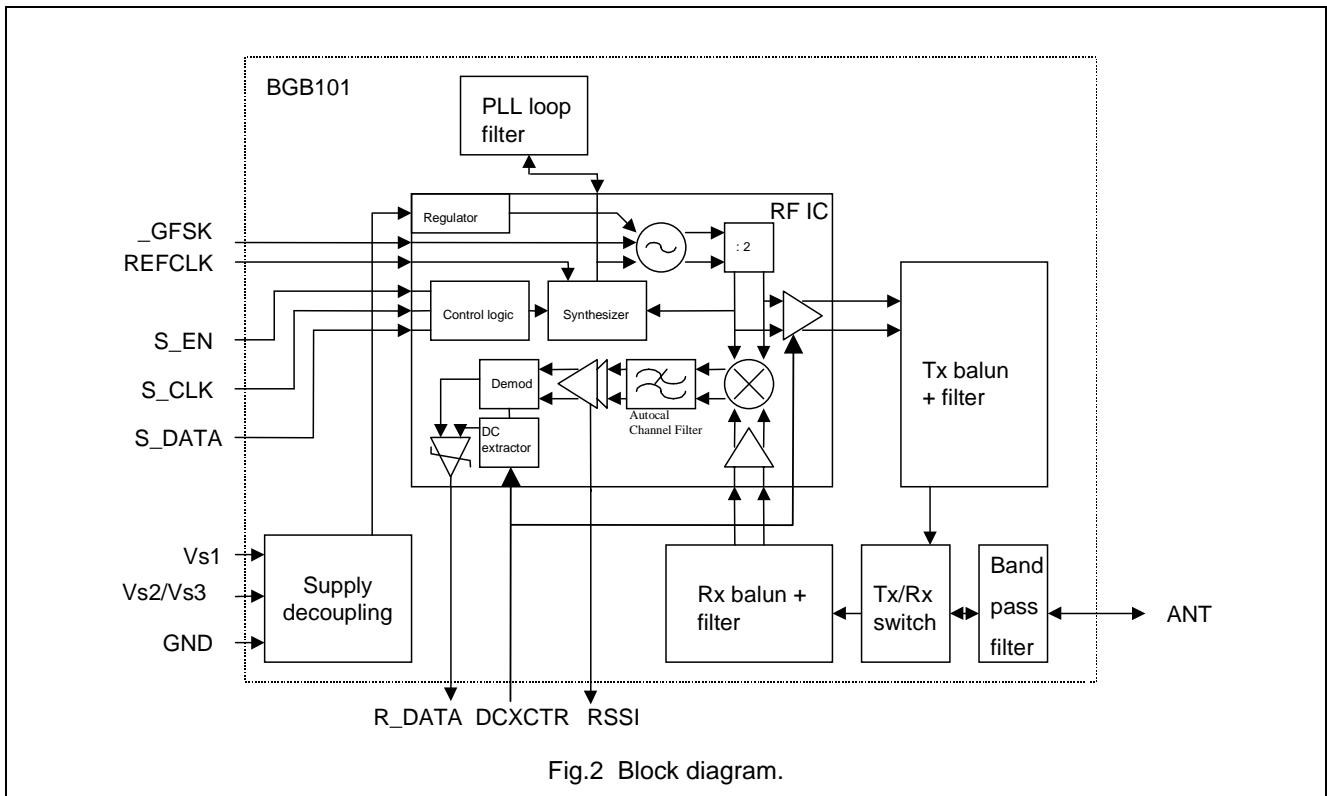 BGB101
PLL loop
filter
Regulator
RF IC
_GFSK
: 2
REFCLK
Control logic
Synthesizer
S_EN
S_CLK
Tx balun
+ filter
Demod
Autocal
Channel Filter
S_DATA
DC
extractor
Vs1
Vs2/Vs3
GND
Supply
decoupling
Rx balun +
filter
Tx/Rx
switch
Band
pass
filter
ANT
R_DATA DCXCTR RSSI
Fig.2 Block diagram.